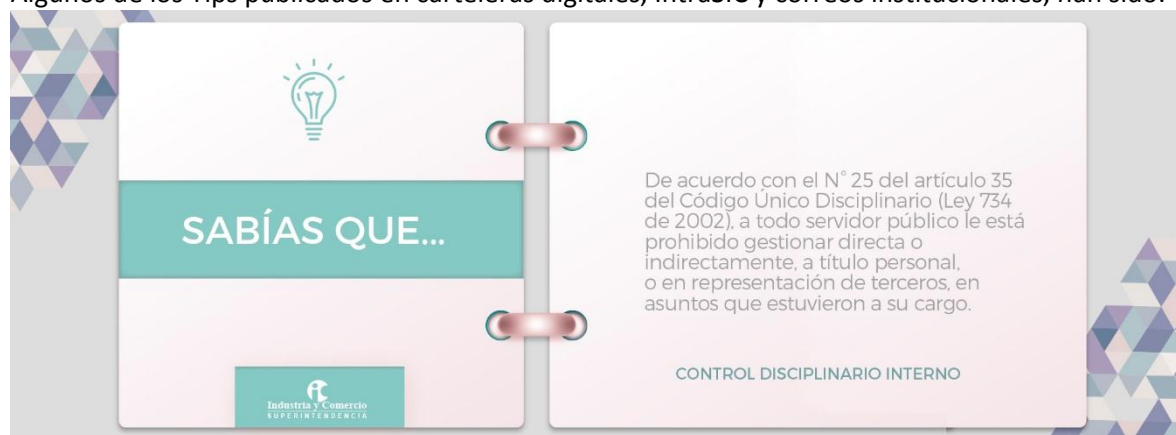 Algunos de los Tips publicados en carteleras digitales, IntraSIC y correos institucionales, han sido:
SABÍAS QUE...
Industria y Comercio
SUPERINTENDENCIA
De acuerdo con el N° 25 del artículo 35
del Código Único Disciplinario (Ley 734
de 2002), a todo servidor público le está
prohibido gestionar directa o
indirectamente, a título personal,
o en representación de terceros, en
asuntos que estuvieron a su cargo.
CONTROL DISCIPLINARIO INTERNO